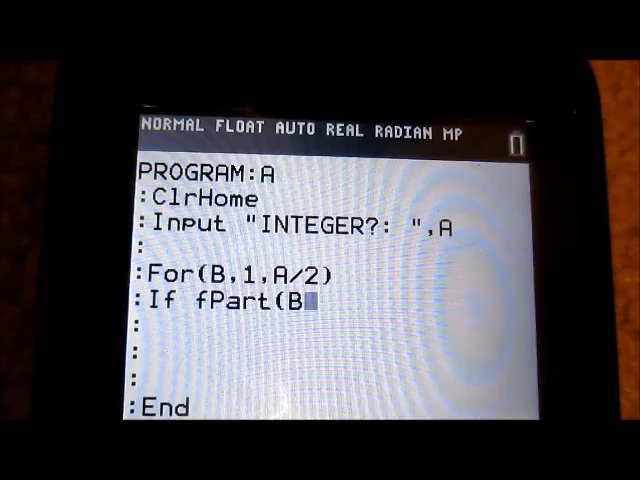 NORMAL FLOAT AUTO REAL RADIAN MP
PROGRAM:A
:ClrHome
:Input "INTEGER?: ",A
:
:For(B,1,A/2)
:If fPart(B
:
:
:
:End